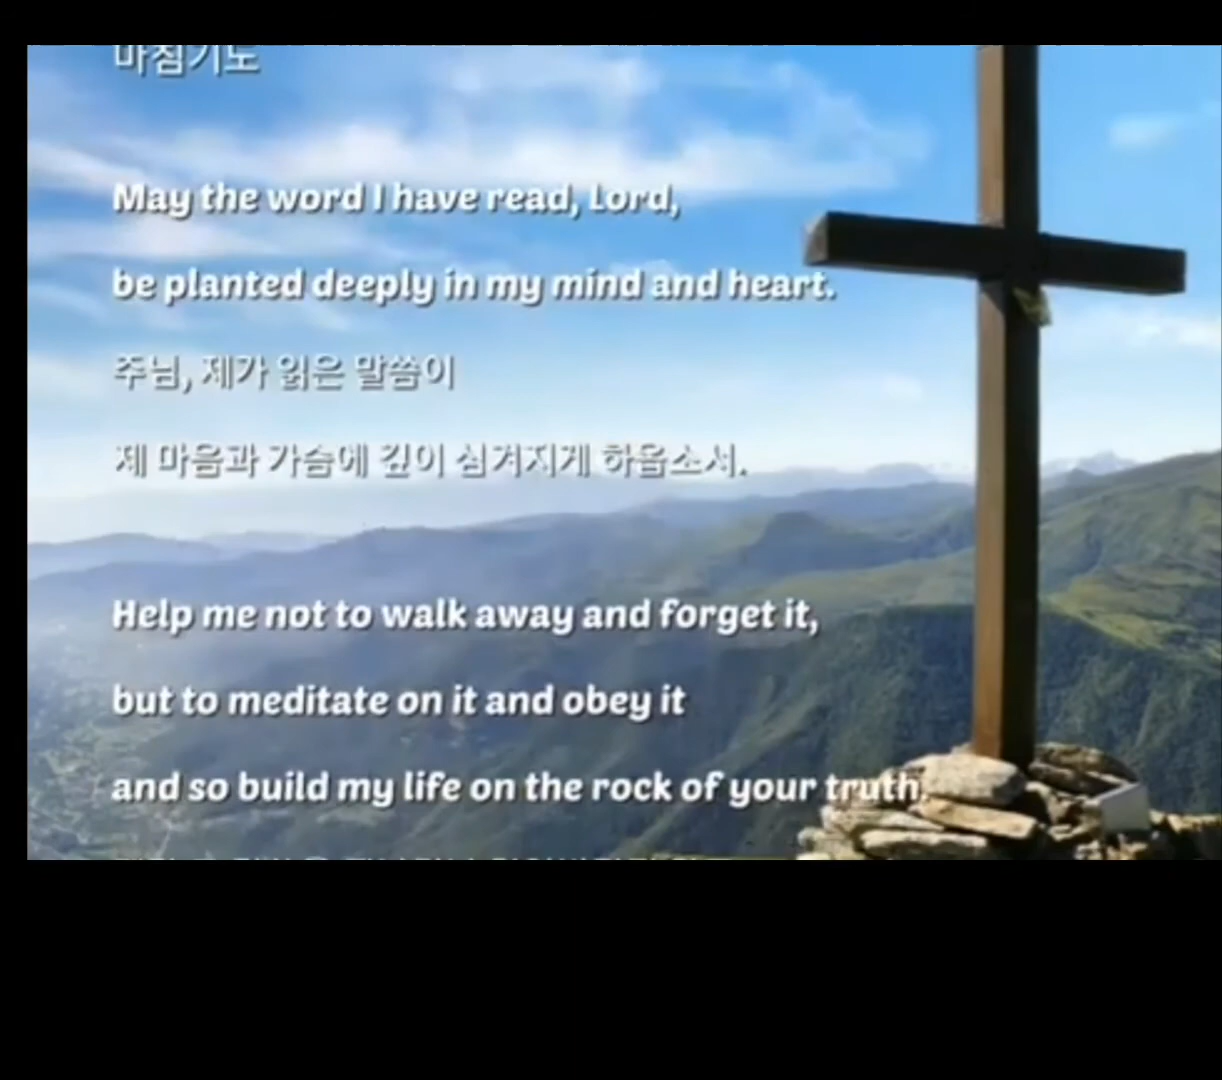 마침기도
May the word I have read, Lord,
be planted deeply in my mind and heart.
주님, 제가 읽은 말씀이
제 마음과 가슴에 깊이 심겨지게 하옵소서.
Help me not to walk away and forget it,
but to meditate on it and obey it
and so build my life on the rock of your truth.